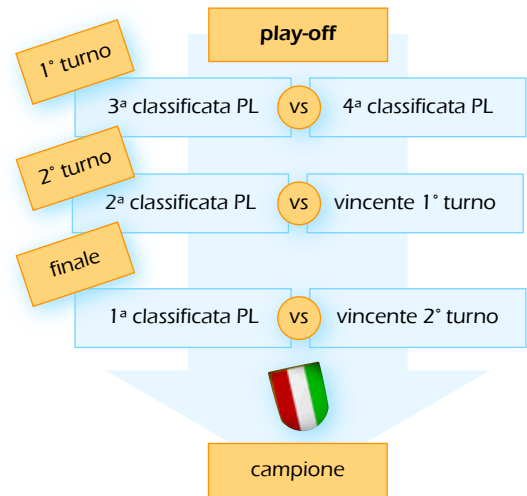 play-off
1° turno
3ª classificata PL vs 4ª classificata PL
2° turno
2ª classificata PL vs vincente 1° turno
finale
1ª classificata PL vs vincente 2° turno
campione